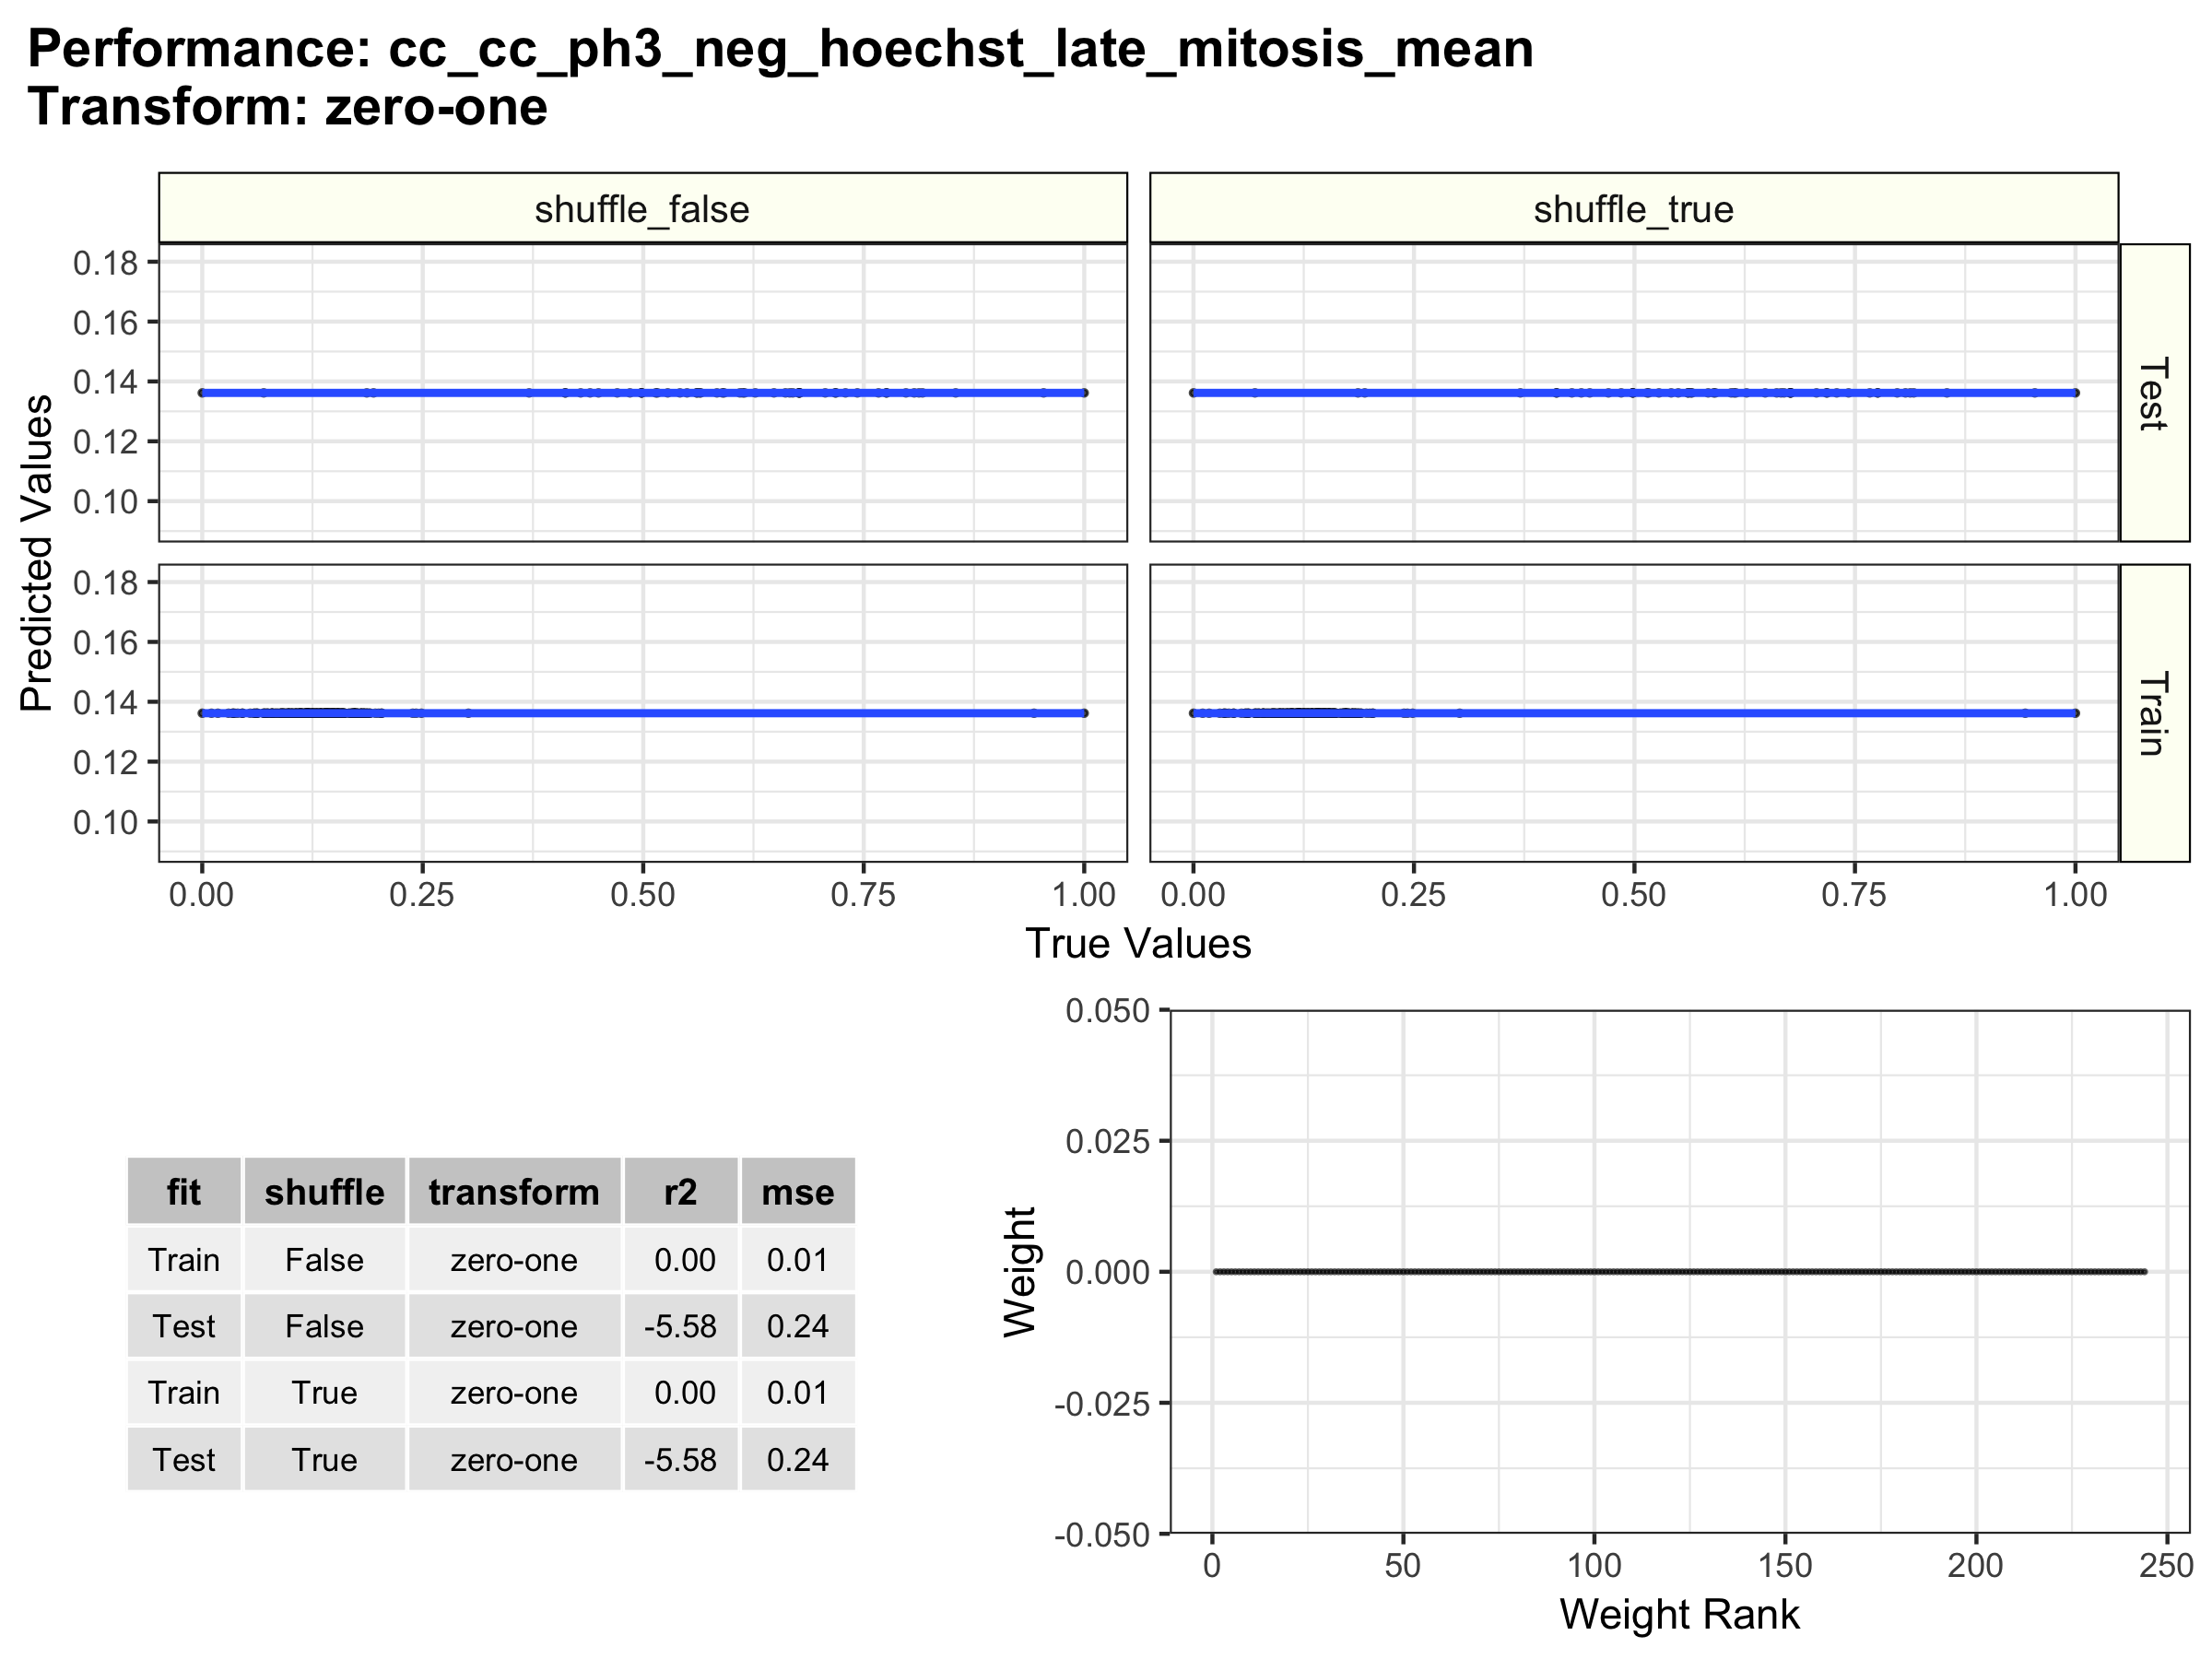 Performance: cc_cc_ph3_neg_hoechst_late_mitosis_mean
Transform: zero-one
shuffle_false
shuffle_true
0.18
0.16
0.14
0.12
0.10
Test
0.18
0.16
0.14
0.12
0.10
Train
Predicted Values
0.00 0.25 0.50 0.75 1.00
0.00 0.25 0.50 0.75 1.00
True Values
fit shuffle transform r2 mse
Train False zero-one 0.00 0.01
Test False zero-one -5.58 0.24
Train True zero-one 0.00 0.01
Test True zero-one -5.58 0.24
0.050
0.025
0.000
-0.025
-0.050
Weight
0 50 100 150 200 250
Weight Rank